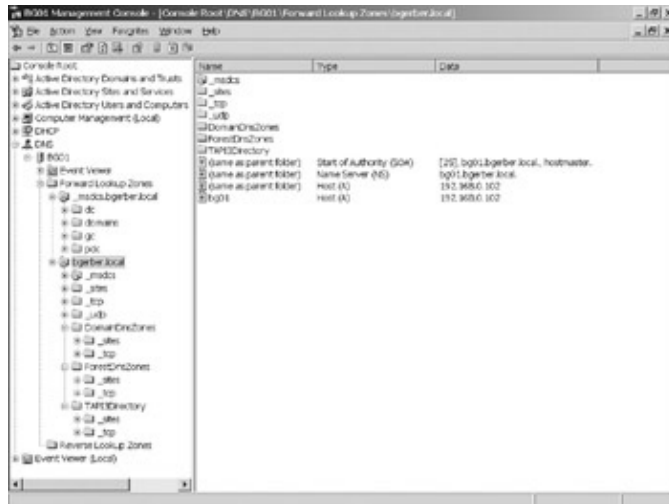 BG01 Management Console - [Console Root\DNS\BG01\Forward Lookup Zones\bgerber.local]
File Action View Favorites Window Help
Console Root
Active Directory Domains and Trusts
Active Directory Sites and Services
Active Directory Users and Computers
Computer Management (Local)
DHCP
DNS
BG01
Event Viewer
Forward Lookup Zones
_msdcs.bgerber.local
dc
domains
gc
pdc
bgerber.local
_msdcs
_sites
_tcp
_udp
DomainDnsZones
_sites
_tcp
ForestDnsZones
_sites
_tcp
TAPI3Directory
_sites
_tcp
Reverse Lookup Zones
Event Viewer (Local)
Name Type Data
_msdcs
_sites
_tcp
_udp
DomainDnsZones
ForestDnsZones
TAPI3Directory
(same as parent folder) Start of Authority (SOA) [25], bg01.bgerber.local., hostmaster.
(same as parent folder) Name Server (NS) bg01.bgerber.local.
(same as parent folder) Host (A) 192.168.0.102
bg01 Host (A) 192.168.0.102